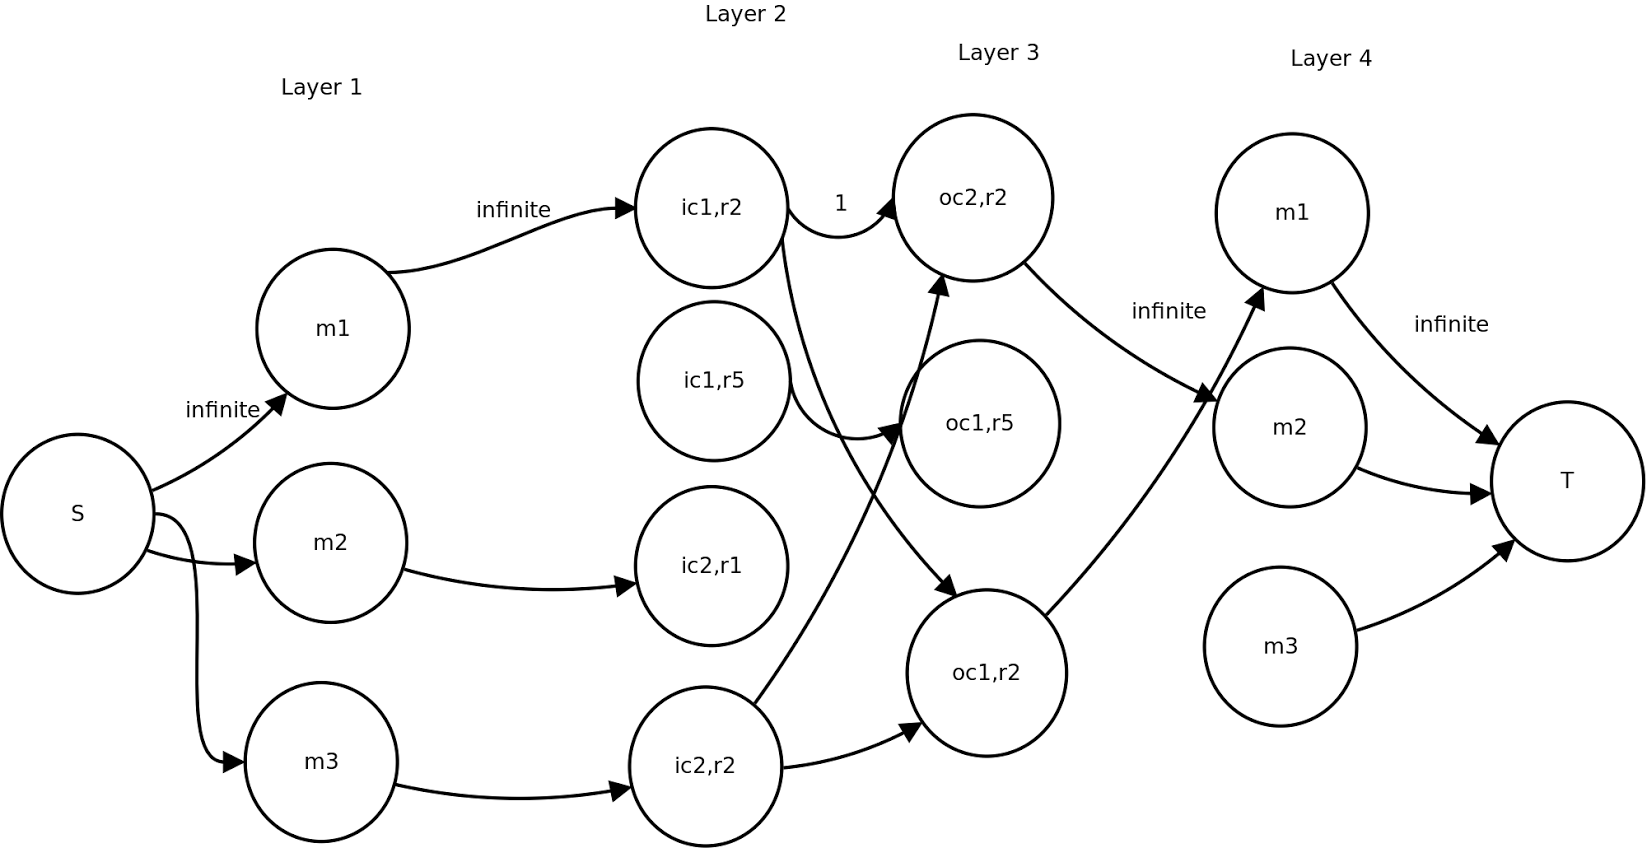 Layer 1
Layer 2
Layer 3
Layer 4
S
infinite
m1
m2
m3
infinite
ic1,r2
ic1,r5
ic2,r1
ic2,r2
1
oc2,r2
oc1,r5
oc1,r2
infinite
m1
m2
m3
infinite
T